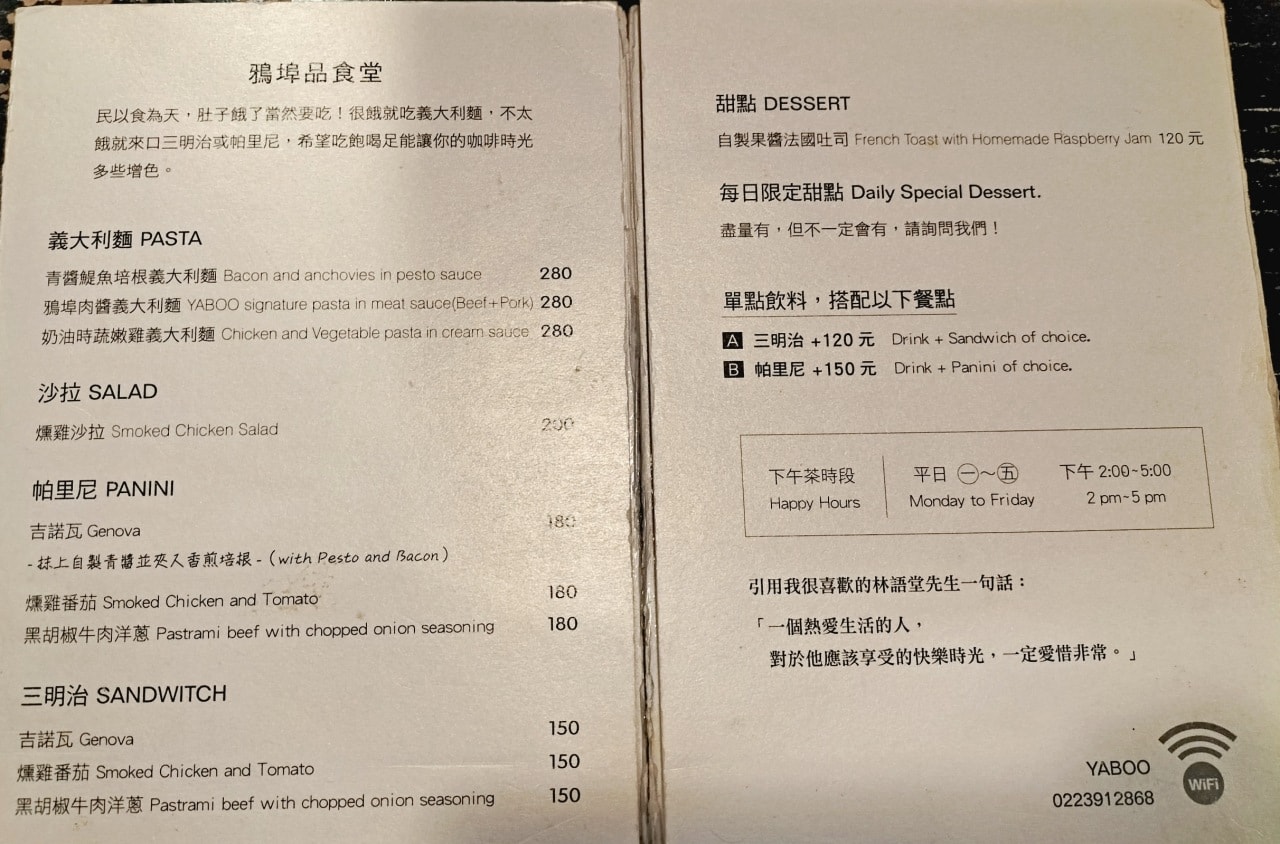 鴉埠品食堂
民以食為天，肚子餓了當然要吃！很餓就吃義大利麵，不太
餓就來口三明治或帕里尼，希望吃飽喝足能讓你的咖啡時光
多些增色。
義大利麵 PASTA
青醬鯷魚培根義大利麵 Bacon and anchovies in pesto sauce 280
鴉埠肉醬義大利麵 YABOO signature pasta in meat sauce(Beef+Pork) 280
奶油時蔬嫩雞義大利麵 Chicken and Vegetable pasta in cream sauce 280
沙拉 SALAD
燻雞沙拉 Smoked Chicken Salad 200
帕里尼 PANINI
吉諾瓦 Genova 180
- 抹上自製青醬並夾入香煎培根 - (with Pesto and Bacon)
燻雞番茄 Smoked Chicken and Tomato 180
黑胡椒牛肉洋蔥 Pastrami beef with chopped onion seasoning 180
三明治 SANDWITCH
吉諾瓦 Genova 150
燻雞番茄 Smoked Chicken and Tomato 150
黑胡椒牛肉洋蔥 Pastrami beef with chopped onion seasoning 150
甜點 DESSERT
自製果醬法國吐司 French Toast with Homemade Raspberry Jam 120 元
每日限定甜點 Daily Special Dessert.
盡量有，但不一定會有，請詢問我們！
單點飲料，搭配以下餐點
A 三明治 +120 元 Drink + Sandwich of choice.
B 帕里尼 +150 元 Drink + Panini of choice.
下午茶時段 平日 ㊀～㊄ 下午 2:00~5:00
Happy Hours Monday to Friday 2 pm~5 pm
引用我很喜歡的林語堂先生一句話：
「一個熱愛生活的人，
對於他應該享受的快樂時光，一定愛惜非常。」
YABOO
0223912868
WiFi